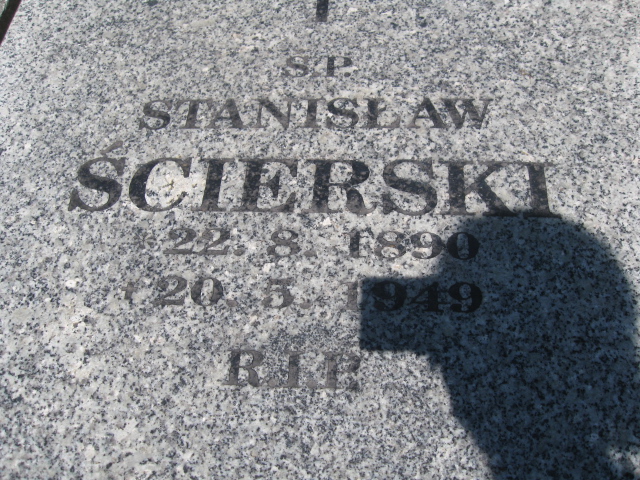 Ś.P.
STANISŁAW
ŚCIERSKI
* 22. 8. 1890
† 20. 5. 1949
R.I.P.